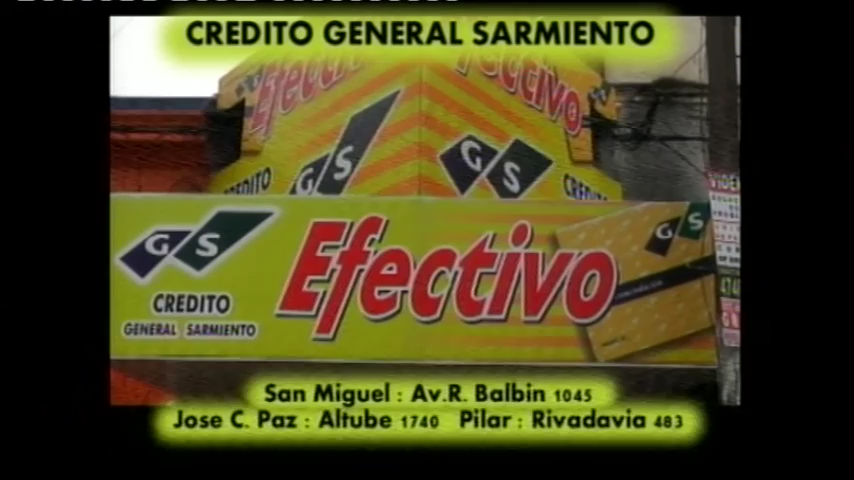 CREDITO GENERAL SARMIENTO
Efectivo
G S
G S
CREDITO
G S
CREDITO
GENERAL SARMIENTO
Efectivo
G S
San Miguel : Av.R. Balbin 1045
Jose C. Paz : Altube 1740 Pilar : Rivadavia 483